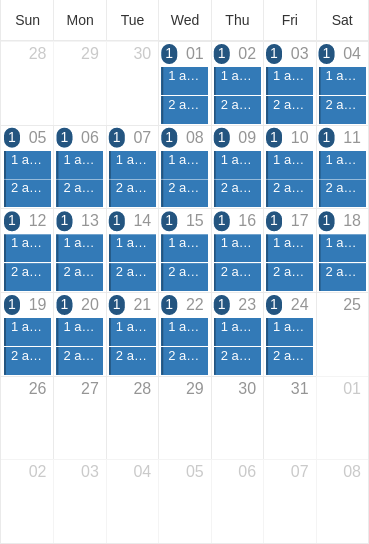 Sun Mon Tue Wed Thu Fri Sat
28 29 30 1 01 1 02 1 03 1 04
1 a… 1 a… 1 a… 1 a…
2 a… 2 a… 2 a… 2 a…
1 05 1 06 1 07 1 08 1 09 1 10 1 11
1 a… 1 a… 1 a… 1 a… 1 a… 1 a… 1 a…
2 a… 2 a… 2 a… 2 a… 2 a… 2 a… 2 a…
1 12 1 13 1 14 1 15 1 16 1 17 1 18
1 a… 1 a… 1 a… 1 a… 1 a… 1 a… 1 a…
2 a… 2 a… 2 a… 2 a… 2 a… 2 a… 2 a…
1 19 1 20 1 21 1 22 1 23 1 24 25
1 a… 1 a… 1 a… 1 a… 1 a… 1 a…
2 a… 2 a… 2 a… 2 a… 2 a… 2 a…
26 27 28 29 30 31 01
02 03 04 05 06 07 08